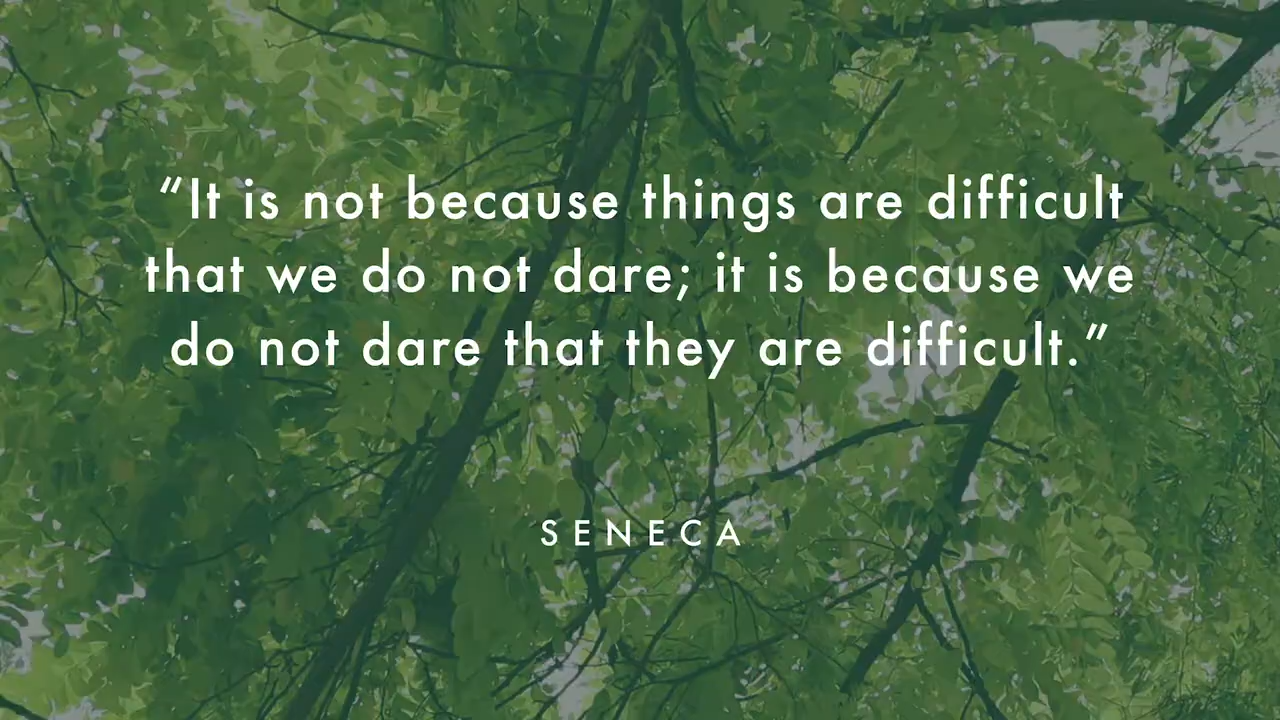 “It is not because things are difficult
that we do not dare; it is because we
do not dare that they are difficult.”
SENECA